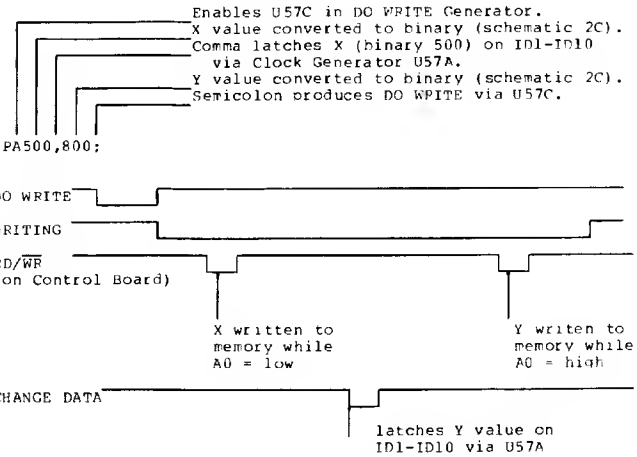 Enables U57C in DO WRITE Generator.
X value converted to binary (schematic 2C).
Comma latches X (binary 500) on ID1-ID10
via Clock Generator U57A.
Y value converted to binary (schematic 2C).
Semicolon produces DO WRITE via U57C.
PA500,800;
DO WRITE
RITING
D/WR
on Control Board)
X written to
memory while
A0 = low
Y writen to
memory while
A0 = high
CHANGE DATA
latches Y value on
ID1-ID10 via U57A